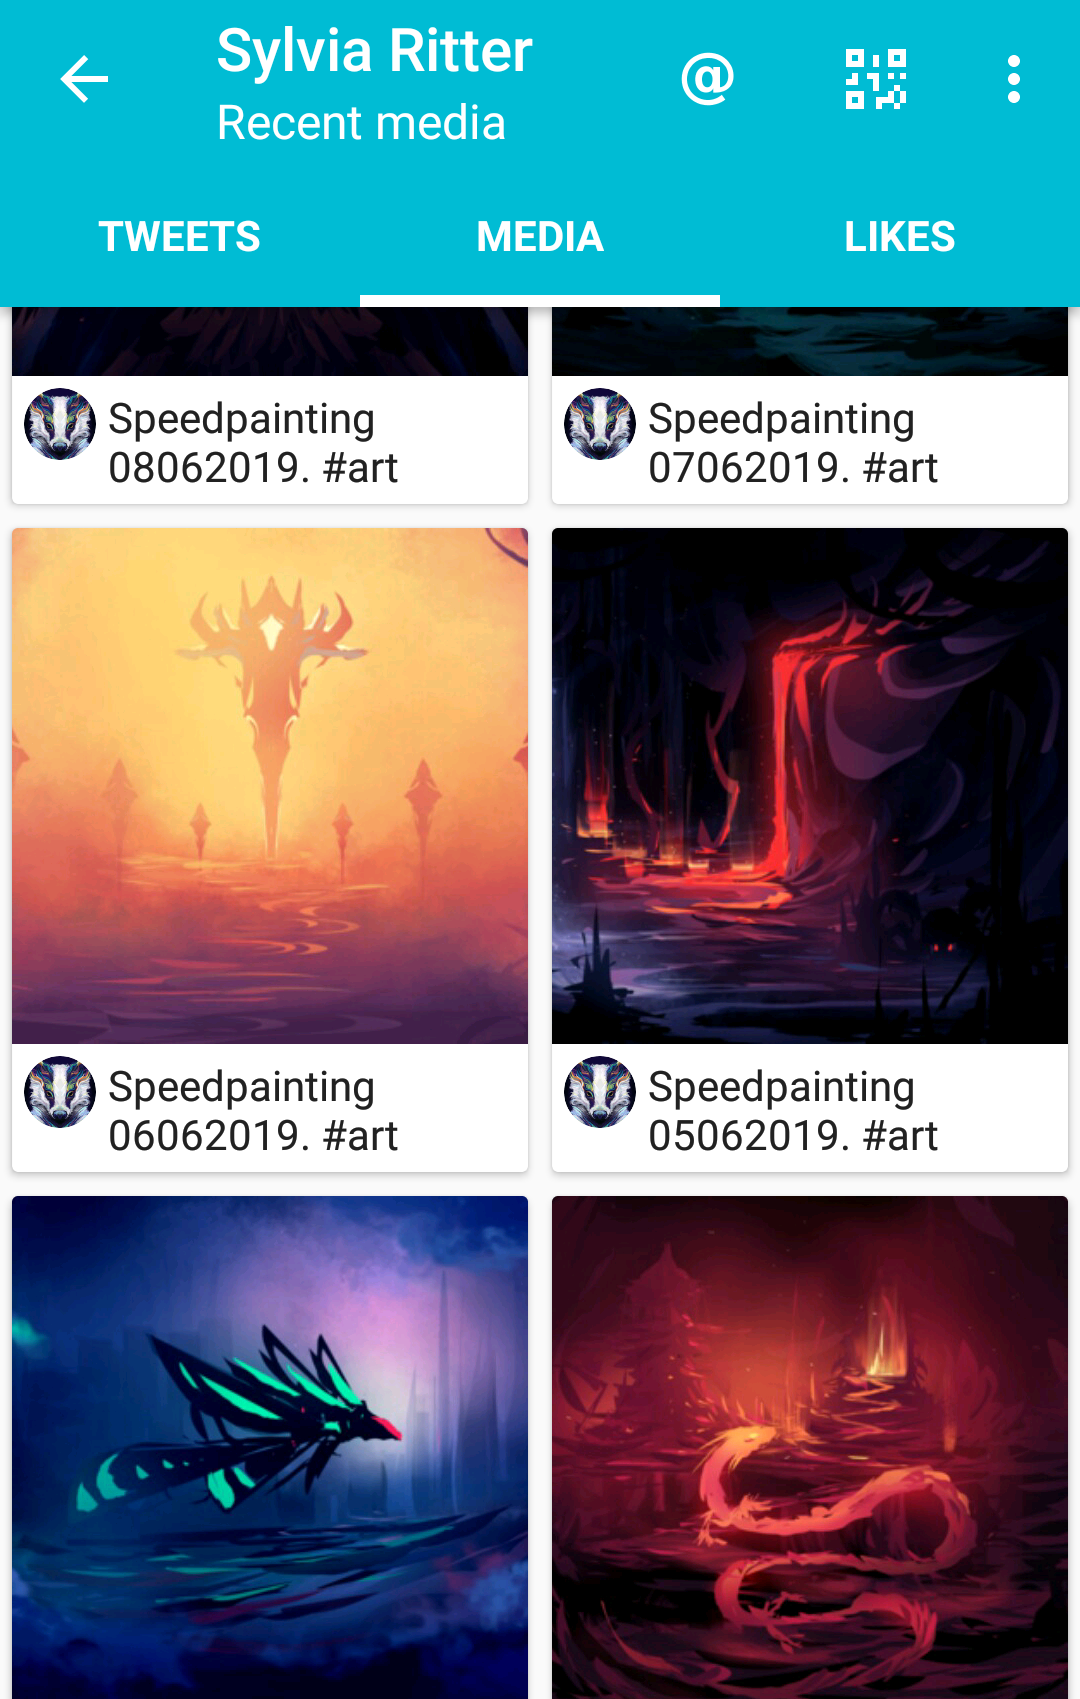 Sylvia Ritter
Recent media
@
TWEETS
MEDIA
LIKES
Speedpainting
08062019. #art
Speedpainting
07062019. #art
Speedpainting
06062019. #art
Speedpainting
05062019. #art